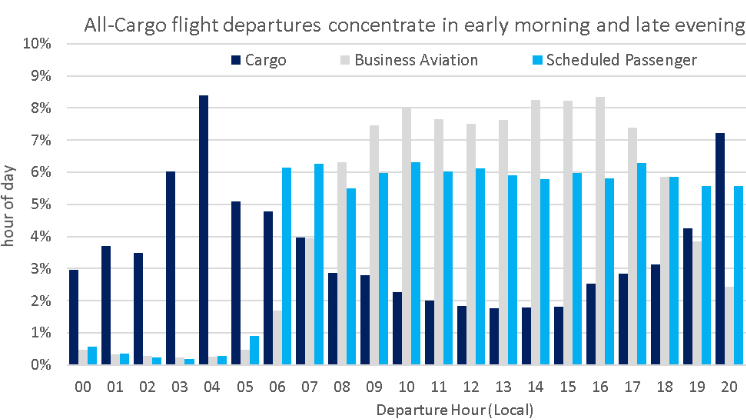 All-Cargo flight departures concentrate in early morning and late evening
10%
9%
8%
7%
6%
5%
4%
3%
2%
1%
0%
Cargo Business Aviation Scheduled Passenger
hour of day
00 01 02 03 04 05 06 07 08 09 10 11 12 13 14 15 16 17 18 19 20
Departure Hour (Local)